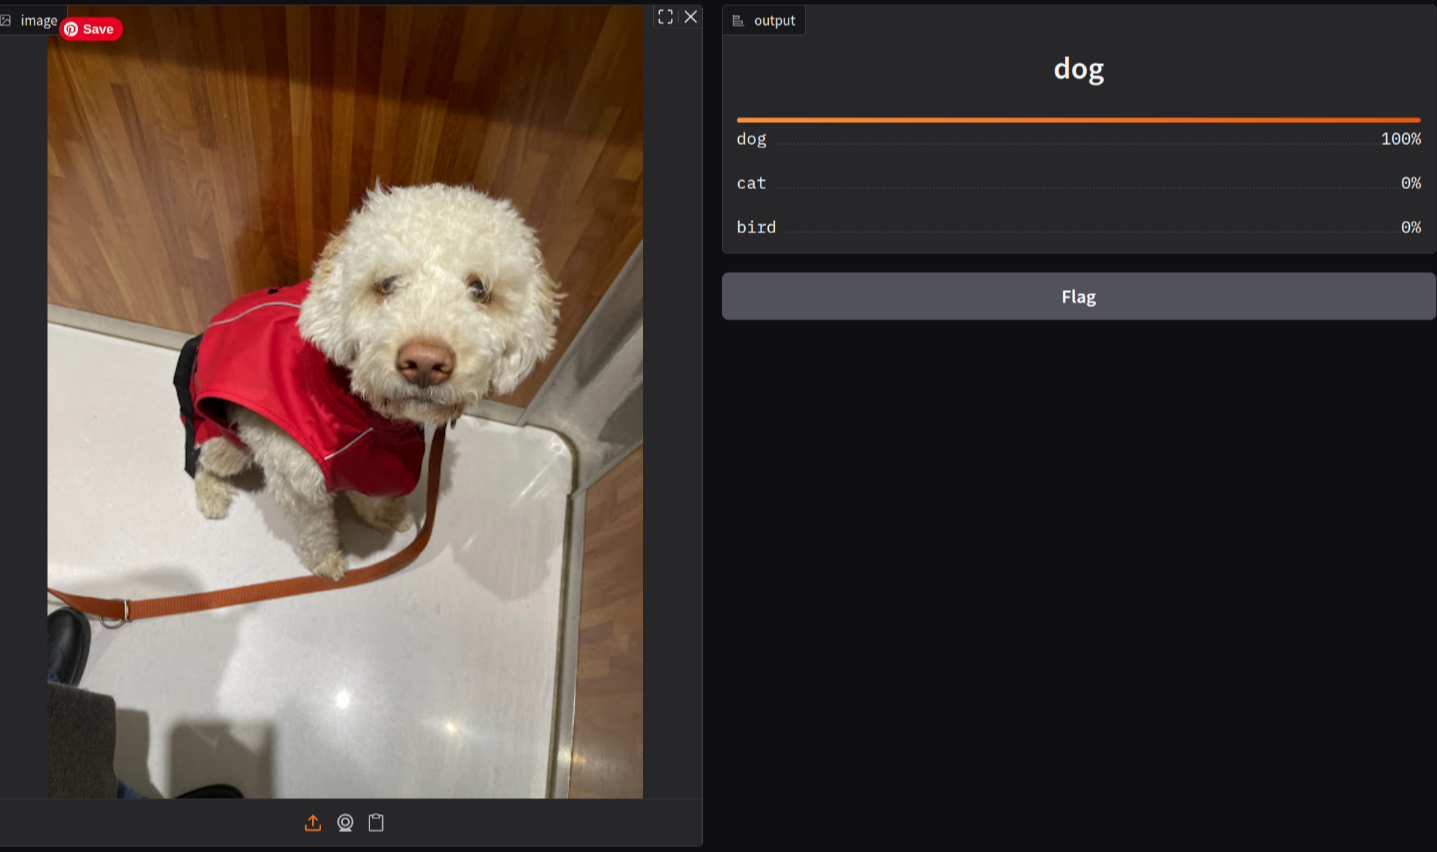 image
Save
output
dog
dog 100%
cat 0%
bird 0%
Flag